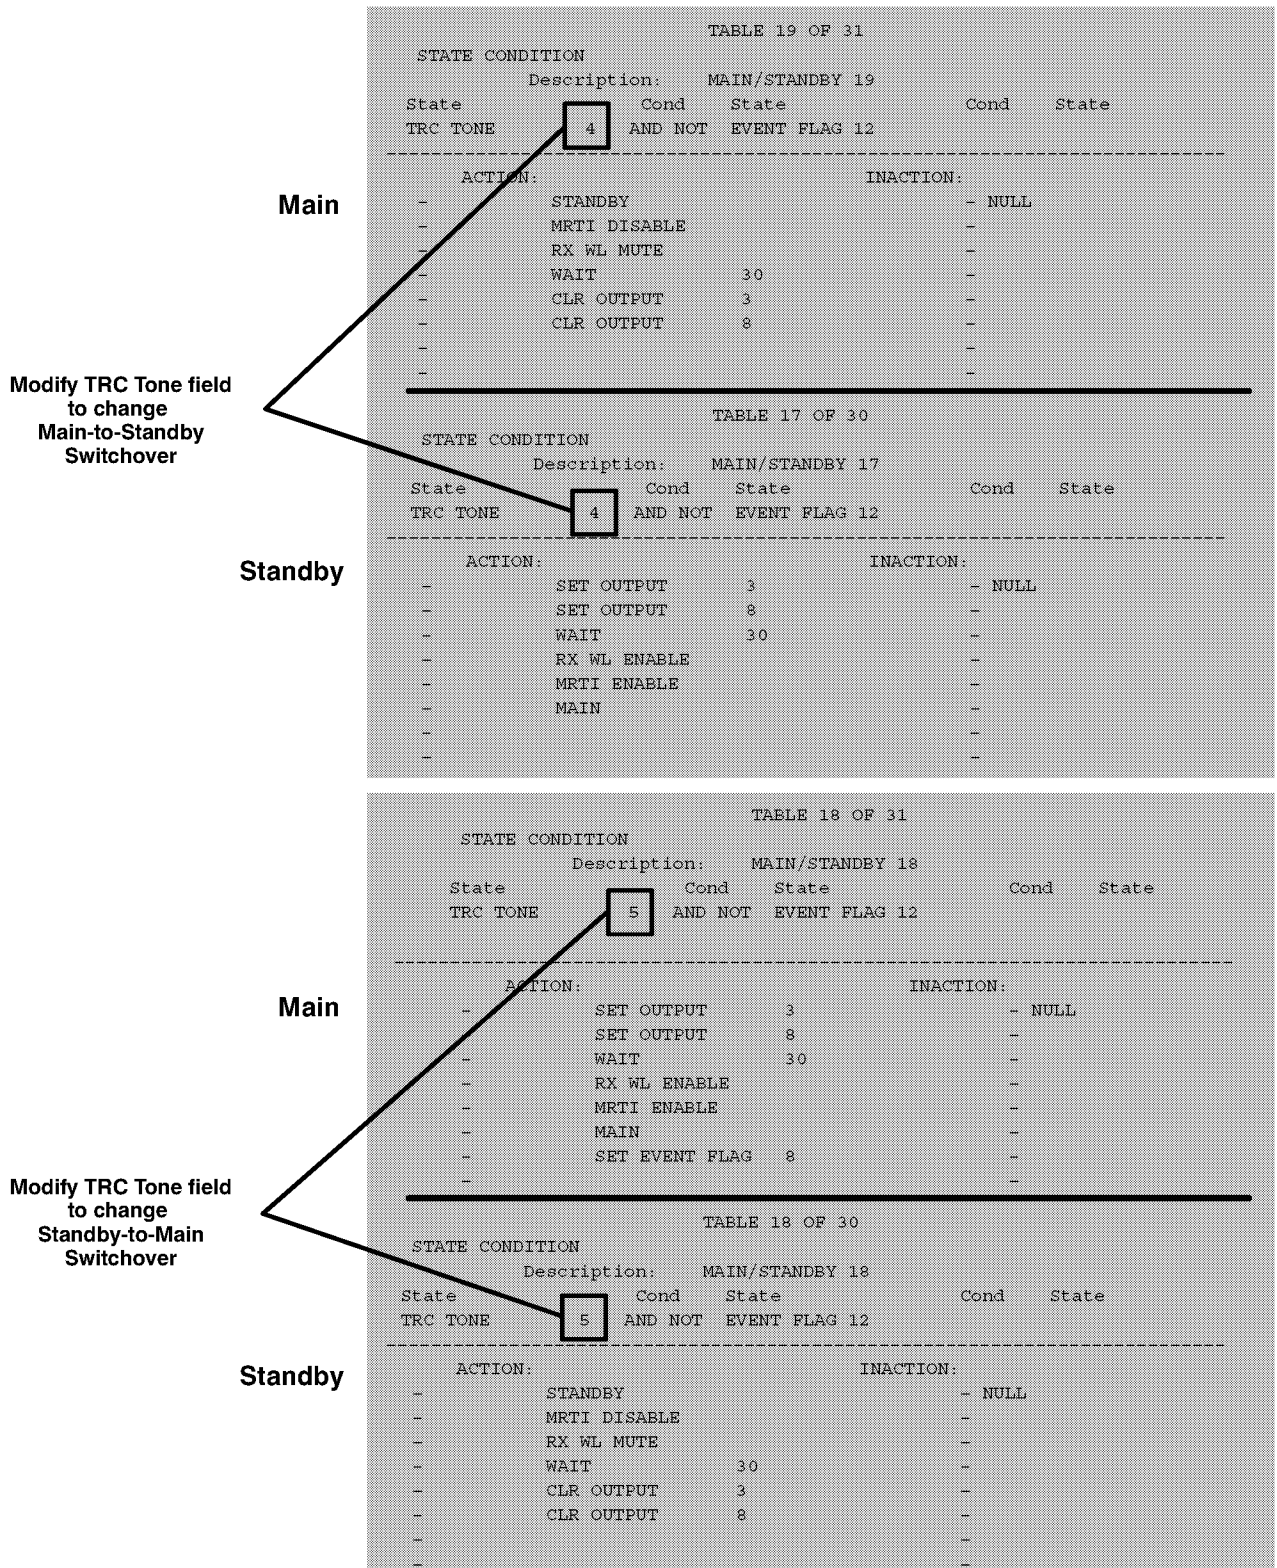 TABLE 19 OF 31
STATE CONDITION
Description: MAIN/STANDBY 19
State Cond State Cond State
TRC TONE 4 AND NOT EVENT FLAG 12
ACTION: INACTION:
Main
- STANDBY - NULL
- MRTI DISABLE -
- RX WL MUTE -
- WAIT 30 -
- CLR OUTPUT 3 -
- CLR OUTPUT 8 -
- -
- -
Modify TRC Tone field
to change
Main-to-Standby
Switchover
TABLE 17 OF 30
STATE CONDITION
Description: MAIN/STANDBY 17
State Cond State Cond State
TRC TONE 4 AND NOT EVENT FLAG 12
Standby
ACTION: INACTION:
- SET OUTPUT 3 - NULL
- SET OUTPUT 8 -
- WAIT 30 -
- RX WL ENABLE -
- MRTI ENABLE -
- MAIN -
- -
- -
TABLE 18 OF 31
STATE CONDITION
Description: MAIN/STANDBY 18
State Cond State Cond State
TRC TONE 5 AND NOT EVENT FLAG 12
ACTION: INACTION:
Main
- SET OUTPUT 3 - NULL
- SET OUTPUT 8 -
- WAIT 30 -
- RX WL ENABLE -
- MRTI ENABLE -
- MAIN -
- SET EVENT FLAG 8 -
- -
Modify TRC Tone field
to change
Standby-to-Main
Switchover
TABLE 18 OF 30
STATE CONDITION
Description: MAIN/STANDBY 18
State Cond State Cond State
TRC TONE 5 AND NOT EVENT FLAG 12
Standby
ACTION: INACTION:
- STANDBY - NULL
- MRTI DISABLE -
- RX WL MUTE -
- WAIT 30 -
- CLR OUTPUT 3 -
- CLR OUTPUT 8 -
- -
- -